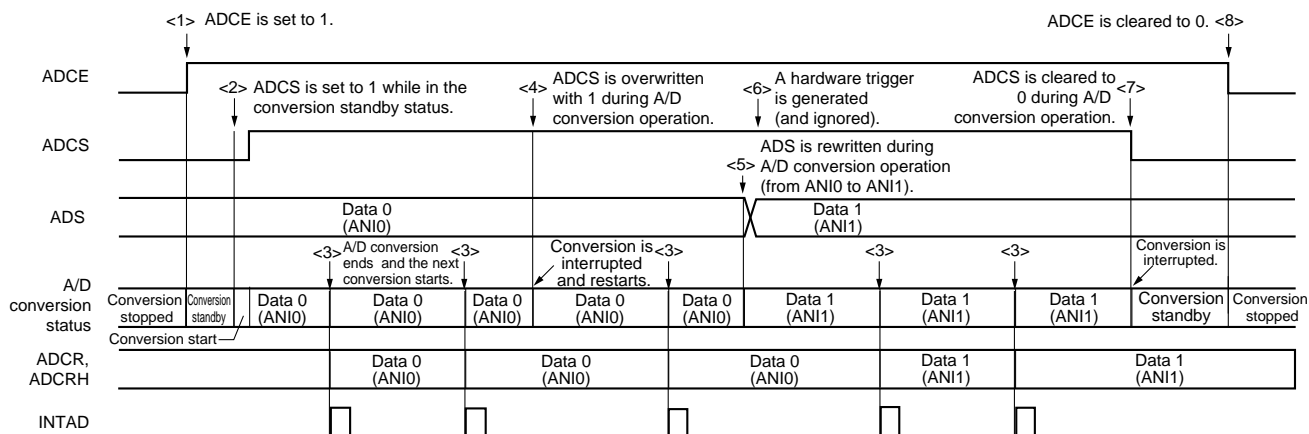 <1> ADCE is set to 1.
ADCE is cleared to 0. <8>
ADCE
<2> ADCS is set to 1 while in the
conversion standby status.
<4> ADCS is overwritten
with 1 during A/D
conversion operation.
<6> A hardware trigger
is generated
(and ignored).
ADCS is cleared to <7>
0 during A/D
conversion operation.
ADCS
<5> ADS is rewritten during
A/D conversion operation
(from ANI0 to ANI1).
ADS
Data 0
(ANI0)
Data 1
(ANI1)
<3> A/D conversion
ends and the next
conversion starts.
<3>
Conversion is
interrupted
and restarts.
<3>
<3>
<3>
Conversion is
interrupted.
A/D
conversion
status
Conversion
stopped
Conversion
standby
Conversion start
Data 0
(ANI0)
Data 0
(ANI0)
Data 0
(ANI0)
Data 0
(ANI0)
Data 0
(ANI0)
Data 1
(ANI1)
Data 1
(ANI1)
Data 1
(ANI1)
Conversion
standby
Conversion
stopped
ADCR,
ADCRH
Data 0
(ANI0)
Data 0
(ANI0)
Data 0
(ANI0)
Data 1
(ANI1)
Data 1
(ANI1)
INTAD